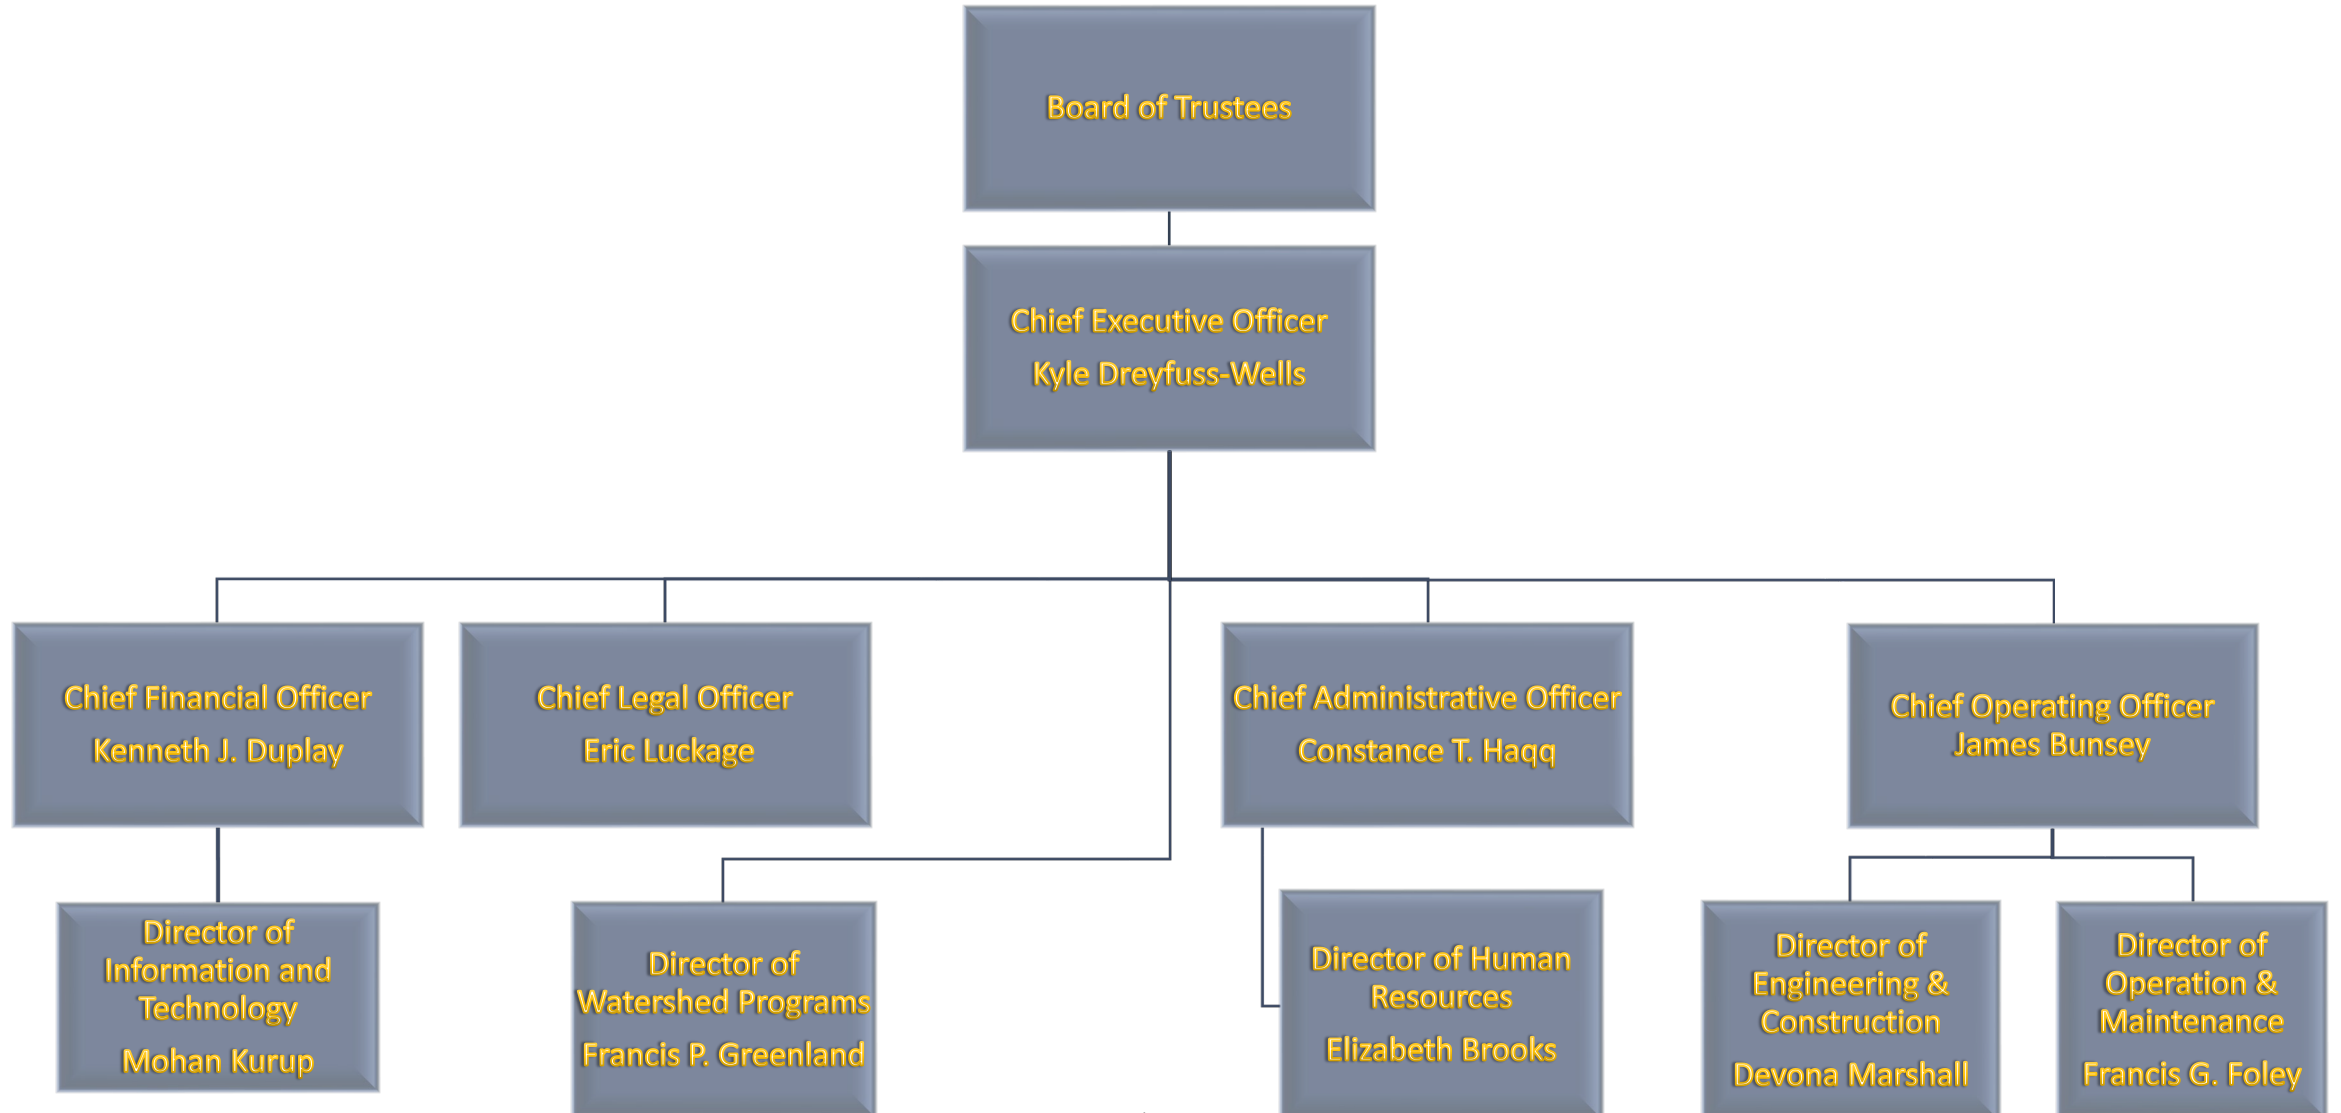 Board of Trustees
Chief Executive Officer
Kyle Dreyfuss-Wells
Chief Financial Officer
Kenneth J. Duplay
Chief Legal Officer
Eric Luckage
Chief Administrative Officer
Constance T. Haqq
Chief Operating Officer
James Bunsey
Director of
Information and
Technology
Mohan Kurup
Director of
Watershed Programs
Francis P. Greenland
Director of Human
Resources
Elizabeth Brooks
Director of
Engineering &
Construction
Devona Marshall
Director of
Operation &
Maintenance
Francis G. Foley